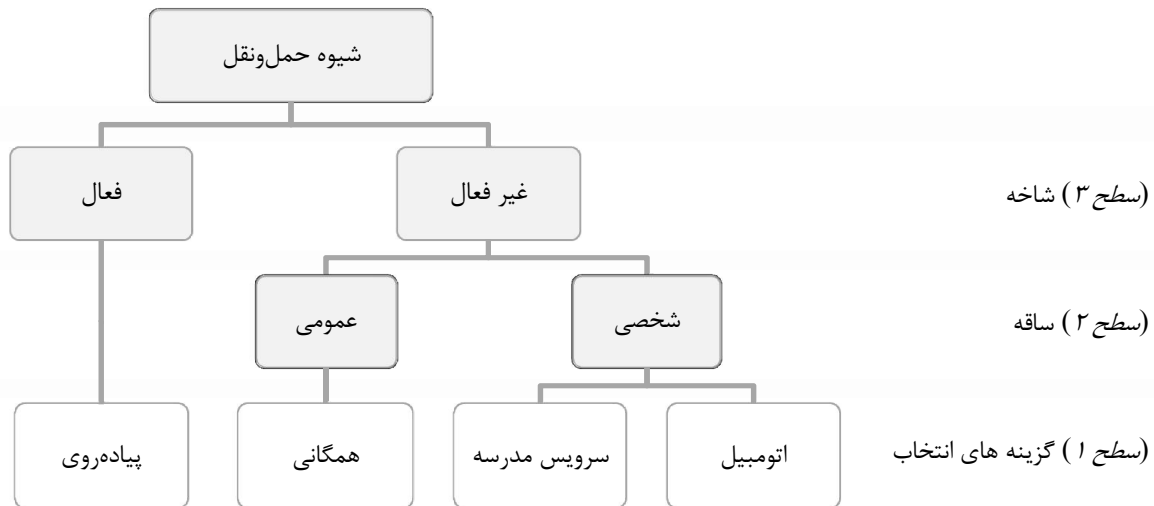 شیوه حمل‌ونقل
(سطح ۳) شاخه
غیر فعال
فعال
(سطح ۲) ساقه
شخصی
عمومی
(سطح ۱) گزینه های انتخاب
اتومبیل
سرویس مدرسه
همگانی
پیاده‌روی